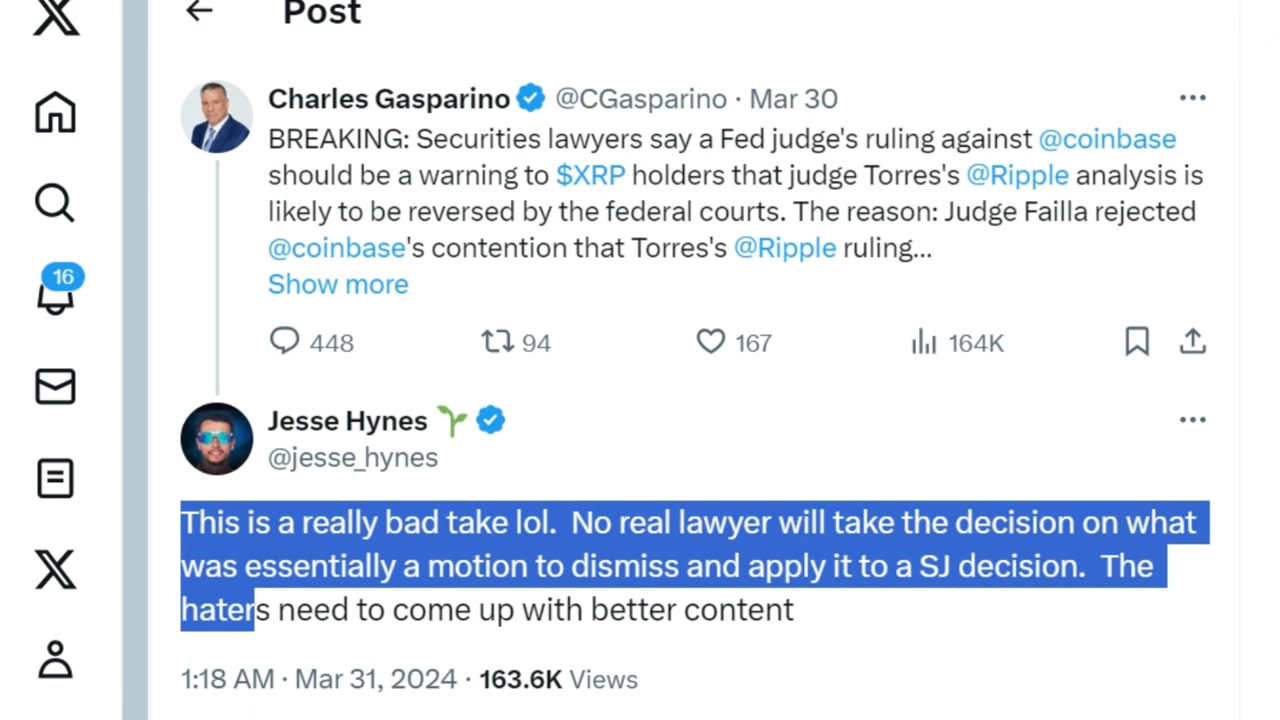 Post
Charles Gasparino @CGasparino · Mar 30
BREAKING: Securities lawyers say a Fed judge's ruling against @coinbase
should be a warning to $XRP holders that judge Torres's @Ripple analysis is
likely to be reversed by the federal courts. The reason: Judge Failla rejected
@coinbase's contention that Torres's @Ripple ruling...
Show more
16
448 94 167 164K
Jesse Hynes
@jesse_hynes
This is a really bad take lol.  No real lawyer will take the decision on what
was essentially a motion to dismiss and apply it to a SJ decision.  The
haters need to come up with better content
1:18 AM · Mar 31, 2024 · 163.6K Views